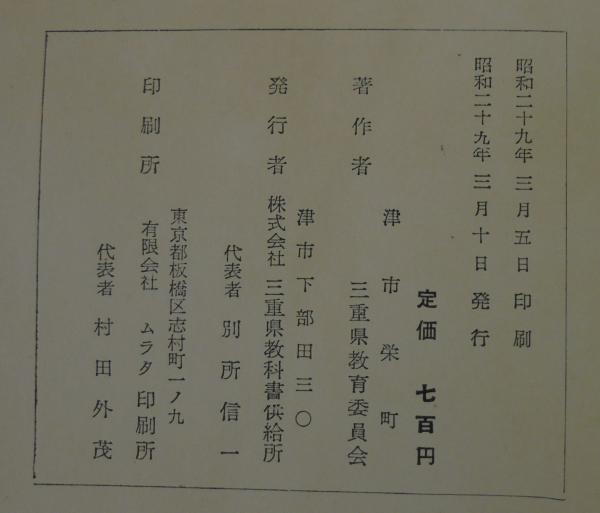 昭和二十九年三月五日印刷
昭和二十九年三月十日発行
定価 七百円
津市栄町
著作者 三重県教育委員会
津市下部田三〇
発行者 株式会社 三重県教科書供給所
代表者 別所信一
東京都板橋区志村町一ノ九
印刷所 有限会社 ムラタ印刷所
代表者 村田外茂